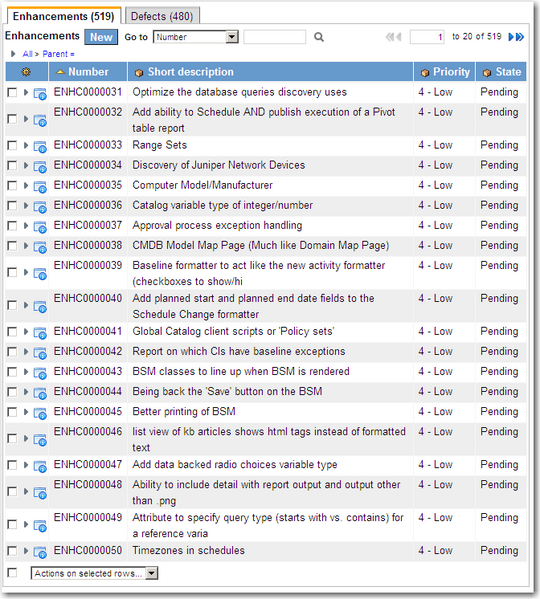 Enhancements (519) Defects (480)
Enhancements New Go to Number 1 to 20 of 519
All > Parent =
Number Short description Priority State
ENHC0000031 Optimize the database queries discovery uses 4 - Low Pending
ENHC0000032 Add ability to Schedule AND publish execution of a Pivot 4 - Low Pending
table report
ENHC0000033 Range Sets 4 - Low Pending
ENHC0000034 Discovery of Juniper Network Devices 4 - Low Pending
ENHC0000035 Computer Model/Manufacturer 4 - Low Pending
ENHC0000036 Catalog variable type of integer/number 4 - Low Pending
ENHC0000037 Approval process exception handling 4 - Low Pending
ENHC0000038 CMDB Model Map Page (Much like Domain Map Page) 4 - Low Pending
ENHC0000039 Baseline formatter to act like the new activity formatter 4 - Low Pending
(checkboxes to show/hi
ENHC0000040 Add planned start and planned end date fields to the 4 - Low Pending
Schedule Change formatter
ENHC0000041 Global Catalog client scripts or 'Policy sets' 4 - Low Pending
ENHC0000042 Report on which CIs have baseline exceptions 4 - Low Pending
ENHC0000043 BSM classes to line up when BSM is rendered 4 - Low Pending
ENHC0000044 Being back the 'Save' button on the BSM 4 - Low Pending
ENHC0000045 Better printing of BSM 4 - Low Pending
ENHC0000046 list view of kb articles shows html tags instead of formatted 4 - Low Pending
text
ENHC0000047 Add data backed radio choices variable type 4 - Low Pending
ENHC0000048 Ability to include detail with report output and output other 4 - Low Pending
than .png
ENHC0000049 Attribute to specify query type (starts with vs. contains) for 4 - Low Pending
a reference varia
ENHC0000050 Timezones in schedules 4 - Low Pending
Actions on selected rows...